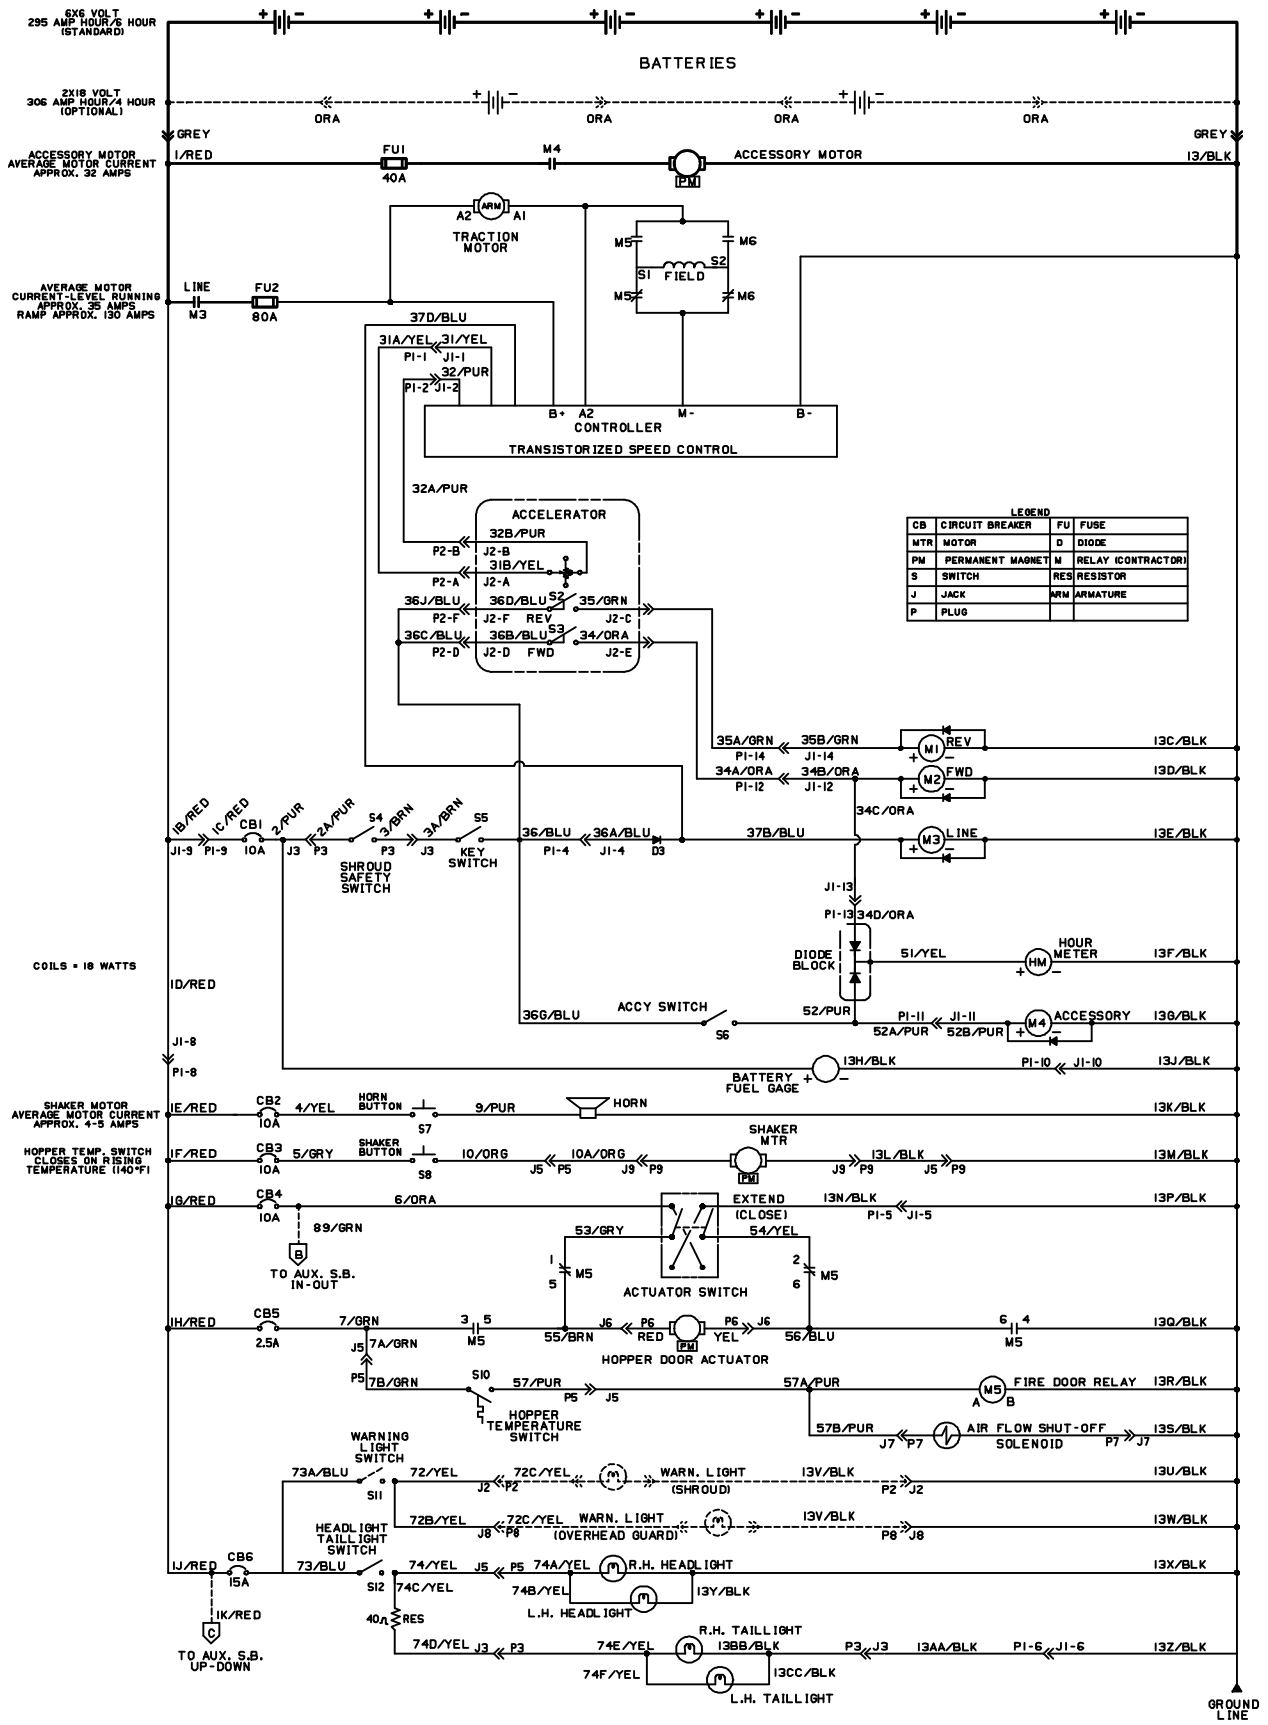 6X6 VOLT
295 AMP HOUR/6 HOUR
(STANDARD)
+ -
+ -
+ -
+ -
+ -
+ -
BATTERIES
2X18 VOLT
306 AMP HOUR/4 HOUR
(OPTIONAL)
+ -
+ -
ORA
ORA
ORA
ORA
GREY
GREY
ACCESSORY MOTOR
AVERAGE MOTOR CURRENT
APPROX. 32 AMPS
1/RED
FU1
40A
M4
PM
ACCESSORY MOTOR
13/BLK
ARM
A2
A1
TRACTION
MOTOR
M5
M6
S1
FIELD
S2
M5
M6
AVERAGE MOTOR
CURRENT-LEVEL RUNNING
APPROX. 35 AMPS
RAMP APPROX. 130 AMPS
LINE
M3
FU2
80A
37D/BLU
31A/YEL
31/YEL
P1-1
J1-1
32/PUR
P1-2
J1-2
B+
A2
M-
B-
CONTROLLER
TRANSISTORIZED SPEED CONTROL
32A/PUR
ACCELERATOR
32B/PUR
P2-B
J2-B
31B/YEL
P2-A
J2-A
36J/BLU
36D/BLU
S2
35/GRN
P2-F
J2-F
REV
J2-C
36C/BLU
36B/BLU
S3
34/ORA
P2-D
J2-D
FWD
J2-E
LEGEND
CB CIRCUIT BREAKER FU FUSE
MTR MOTOR D DIODE
PM PERMANENT MAGNET M RELAY (CONTRACTOR)
S SWITCH RES RESISTOR
J JACK ARM ARMATURE
P PLUG
35A/GRN
35B/GRN
P1-14
J1-14
M1
REV
+ -
13C/BLK
34A/ORA
34B/ORA
P1-12
J1-12
M2
FWD
+ -
13D/BLK
34C/ORA
1B/RED
1C/RED
CB1
2/PUR
2A/PUR
S4
3/BRN
3A/BRN
S5
J1-9
P1-9
10A
J3
P3
P3
J3
SHROUD
SAFETY
SWITCH
KEY
SWITCH
36/BLU
36A/BLU
P1-4
J1-4
D3
37B/BLU
M3
LINE
+ -
13E/BLK
J1-13
P1-13
34D/ORA
COILS = 18 WATTS
DIODE
BLOCK
51/YEL
HM
+ -
HOUR
METER
13F/BLK
1D/RED
36G/BLU
ACCY SWITCH
S6
52/PUR
52A/PUR
P1-11
J1-11
52B/PUR
M4
+ -
ACCESSORY
13G/BLK
J1-8
P1-8
BATTERY
FUEL GAGE
+ -
13H/BLK
P1-10
J1-10
13J/BLK
SHAKER MOTOR
AVERAGE MOTOR CURRENT
APPROX. 4-5 AMPS
1E/RED
CB2
10A
4/YEL
HORN
BUTTON
S7
9/PUR
HORN
13K/BLK
HOPPER TEMP. SWITCH
CLOSES ON RISING
TEMPERATURE (140°F)
1F/RED
CB3
10A
5/GRY
SHAKER
BUTTON
S8
10/ORG
J5
P5
10A/ORG
J9
P9
SHAKER
MTR
PM
J9
P9
13L/BLK
J5
P9
13M/BLK
1G/RED
CB4
10A
6/ORA
EXTEND
(CLOSE)
13N/BLK
P1-5
J1-5
13P/BLK
89/GRN
B
TO AUX. S.B.
IN-OUT
53/GRY
54/YEL
1
5
M5
2
6
M5
ACTUATOR SWITCH
1H/RED
CB5
2.5A
7/GRN
3 5
M5
55/BRN
J6
P6
RED
PM
P6
YEL
J6
56/BLU
HOPPER DOOR ACTUATOR
6 4
M5
13Q/BLK
J5
7A/GRN
P5
7B/GRN
S10
57/PUR
P5
J5
57A/PUR
M5
A
B
FIRE DOOR RELAY
13R/BLK
HOPPER
TEMPERATURE
SWITCH
57B/PUR
J7
P7
AIR FLOW SHUT-OFF
SOLENOID
P7
J7
13S/BLK
WARNING
LIGHT
SWITCH
73A/BLU
S11
72/YEL
J2
P2
72C/YEL
WARN. LIGHT
(SHROUD)
13V/BLK
P2
J2
13U/BLK
HEADLIGHT
TAILLIGHT
SWITCH
72B/YEL
J8
P8
72C/YEL
WARN. LIGHT
(OVERHEAD GUARD)
13V/BLK
P8
J8
13W/BLK
1J/RED
CB6
15A
73/BLU
S12
74/YEL
J5
P5
74A/YEL
R.H. HEADLIGHT
13X/BLK
74C/YEL
74B/YEL
13Y/BLK
L.H. HEADLIGHT
1K/RED
C
TO AUX. S.B.
UP-DOWN
40Ω
RES
74D/YEL
J3
P3
74E/YEL
R.H. TAILLIGHT
13BB/BLK
P3
J3
13AA/BLK
P1-6
J1-6
13Z/BLK
74F/YEL
13CC/BLK
L.H. TAILLIGHT
GROUND
LINE